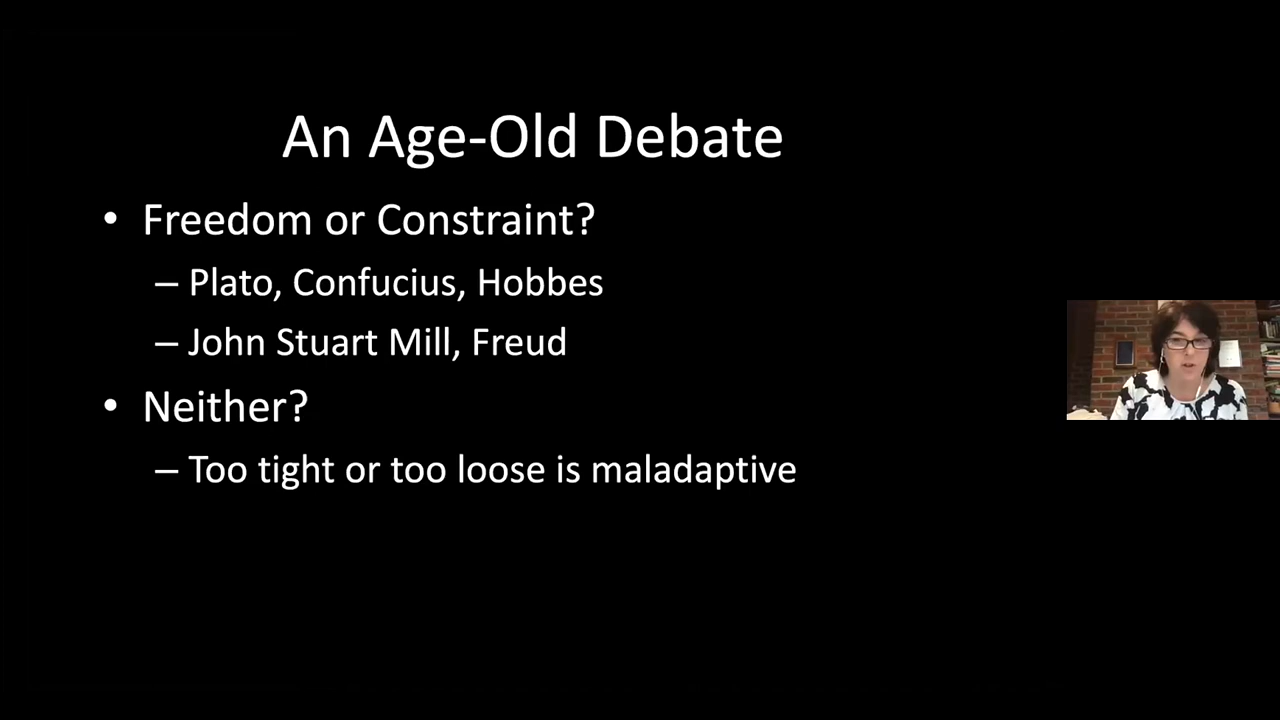 An Age-Old Debate
• Freedom or Constraint?
– Plato, Confucius, Hobbes
– John Stuart Mill, Freud
• Neither?
– Too tight or too loose is maladaptive